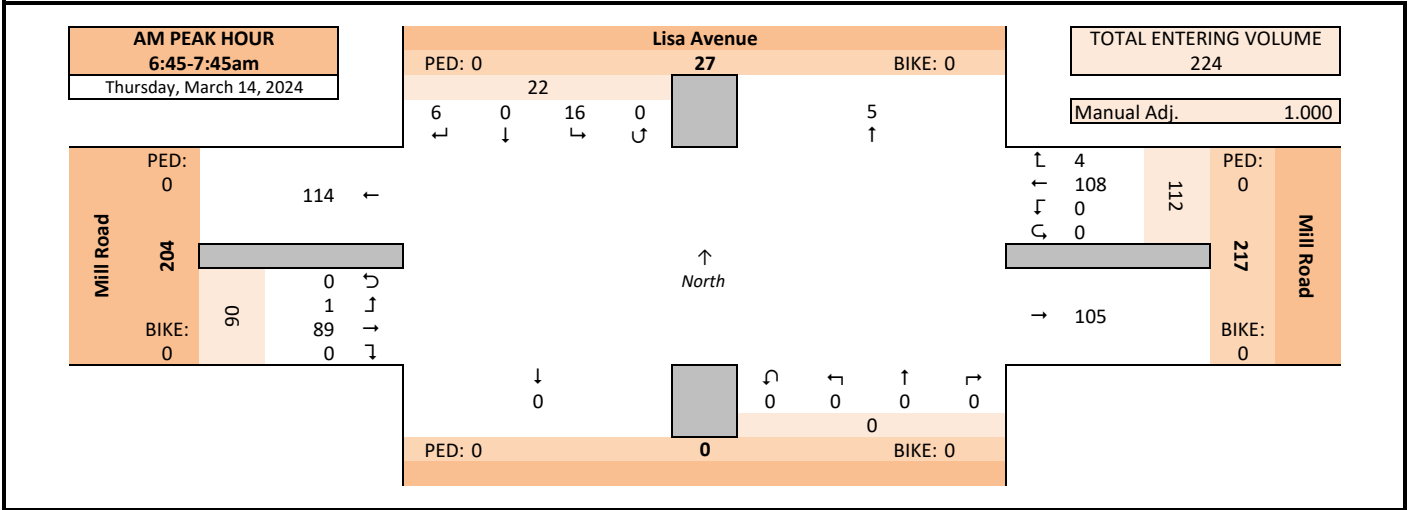 AM PEAK HOUR
6:45-7:45am
Thursday, March 14, 2024
Lisa Avenue
PED: 0 27 BIKE: 0
22
6 0 16 0 5
↵ ↓ ↳ ↺ ↑
TOTAL ENTERING VOLUME
224
Manual Adj. 1.000
Mill Road
204
PED:
0
BIKE:
0
90
114 ←
0 ⮌
1 ↱
89 →
0 ↴
↑
North
↰ 4
← 108
↲ 0
⮎ 0
112
→ 105
PED:
0
217
BIKE:
0
Mill Road
↓ ↶ ↰ ↑ ↱
0 0 0 0 0
0
PED: 0 0 BIKE: 0